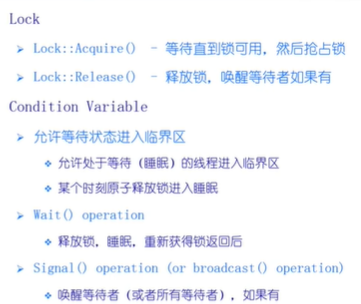 Lock
Lock::Acquire() - 等待直到锁可用，然后抢占锁
Lock::Release() - 释放锁，唤醒等待者如果有
Condition Variable
允许等待状态进入临界区
允许处于等待（睡眠）的线程进入临界区
某个时刻原子释放锁进入睡眠
Wait() operation
释放锁，睡眠，重新获得锁返回后
Signal() operation (or broadcast() operation)
唤醒等待者（或者所有等待者），如果有